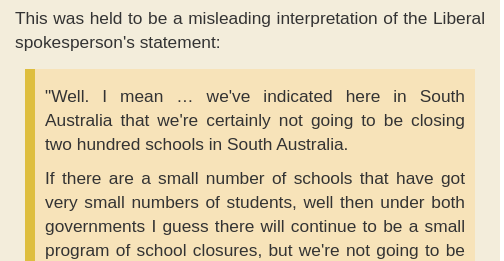 This was held to be a misleading interpretation of the Liberal
spokesperson's statement:
"Well. I mean … we've indicated here in South
Australia that we're certainly not going to be closing
two hundred schools in South Australia.
If there are a small number of schools that have got
very small numbers of students, well then under both
governments I guess there will continue to be a small
program of school closures, but we're not going to be